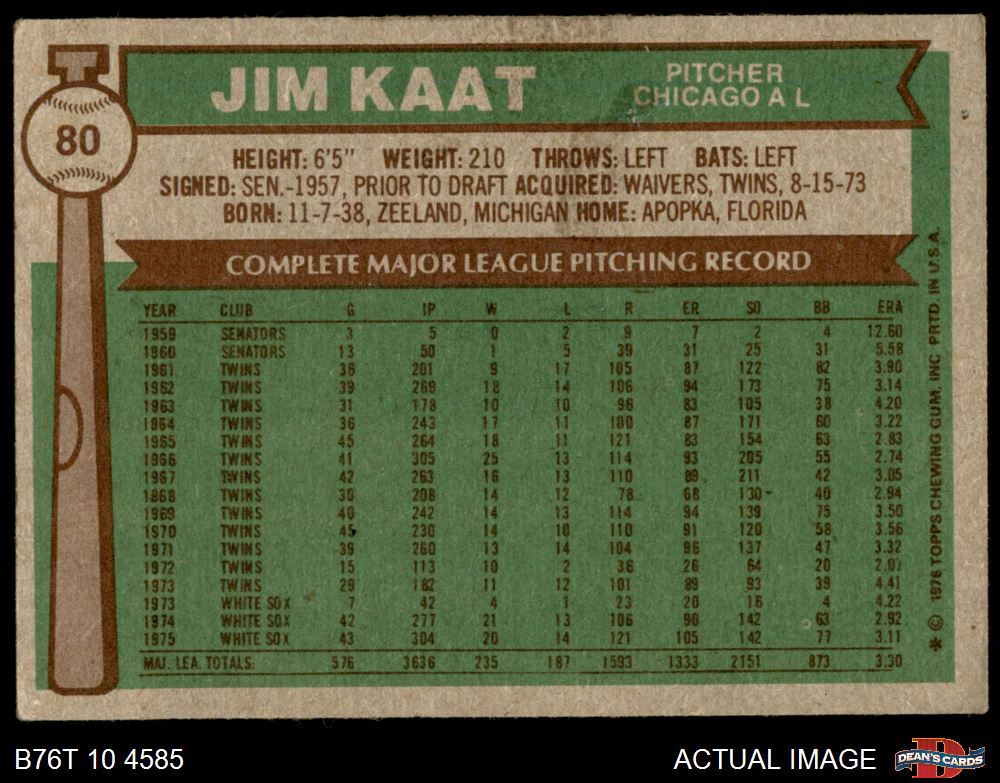 80
JIM KAAT
PITCHER
CHICAGO A L
HEIGHT: 6'5" WEIGHT: 210 THROWS: LEFT BATS: LEFT
SIGNED: SEN.-1957, PRIOR TO DRAFT ACQUIRED: WAIVERS, TWINS, 8-15-73
BORN: 11-7-38, ZEELAND, MICHIGAN HOME: APOPKA, FLORIDA
COMPLETE MAJOR LEAGUE PITCHING RECORD
YEAR CLUB G IP W L R ER SO BB ERA
1959 SENATORS 3 5 0 2 9 7 2 4 12.60
1960 SENATORS 13 50 1 5 39 31 25 31 5.58
1961 TWINS 36 201 9 17 105 87 122 82 3.90
1962 TWINS 39 269 18 14 106 94 173 75 3.14
1963 TWINS 31 178 10 10 96 83 105 38 4.20
1964 TWINS 36 243 17 11 100 87 171 60 3.22
1965 TWINS 45 264 18 11 121 83 154 63 2.83
1966 TWINS 41 305 25 13 114 93 205 55 2.74
1967 TWINS 42 263 16 13 110 89 211 42 3.05
1968 TWINS 30 208 14 12 78 68 130 40 2.94
1969 TWINS 40 242 14 13 114 94 139 75 3.50
1970 TWINS 45 230 14 10 110 91 120 58 3.56
1971 TWINS 39 260 13 14 104 96 137 47 3.32
1972 TWINS 15 113 10 2 36 26 64 20 2.07
1973 TWINS 29 182 11 12 101 89 93 39 4.41
1973 WHITE SOX 7 42 4 1 23 20 16 4 4.22
1974 WHITE SOX 42 277 21 13 106 90 142 63 2.92
1975 WHITE SOX 43 304 20 14 121 105 142 77 3.11
MAJ. LEA. TOTALS: 576 3636 235 187 1593 1333 2151 873 3.30
* © 1976 TOPPS CHEWING GUM, INC. PRTD. IN U.S.A.
B76T 10 4585
ACTUAL IMAGE
D
DEAN'S CARDS